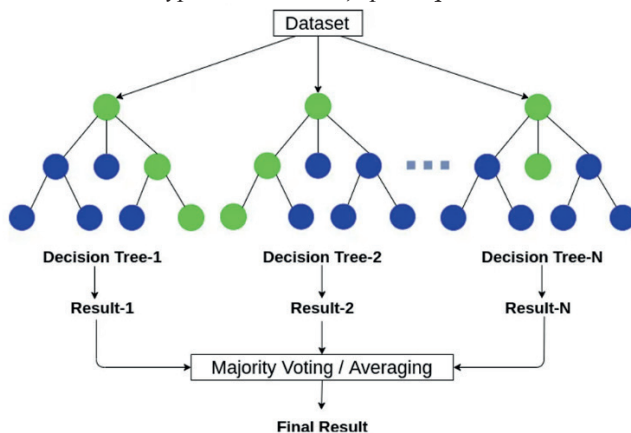 Dataset
Decision Tree-1
Decision Tree-2
Decision Tree-N
Result-1
Result-2
Result-N
Majority Voting / Averaging
Final Result